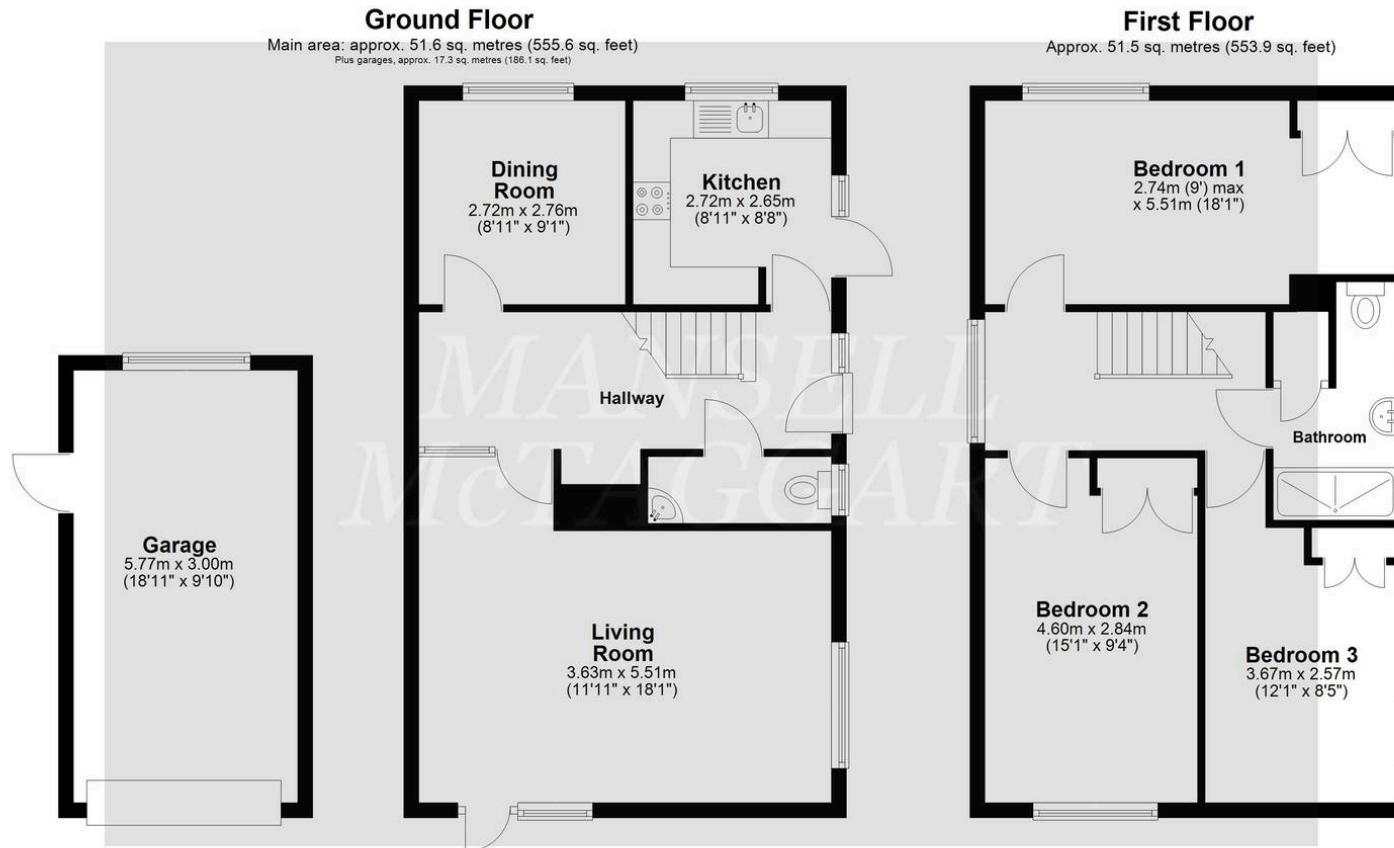 Ground Floor
Main area: approx. 51.6 sq. metres (555.6 sq. feet)
Plus garages, approx. 17.3 sq. metres (186.1 sq. feet)
First Floor
Approx. 51.5 sq. metres (553.9 sq. feet)
Dining
Room
2.72m x 2.76m
(8'11" x 9'1")
Kitchen
2.72m x 2.65m
(8'11" x 8'8")
Bedroom 1
2.74m (9') max
x 5.51m (18'1")
MANSELL
McTAGGART
Hallway
Bathroom
Garage
5.77m x 3.00m
(18'11" x 9'10")
Living
Room
3.63m x 5.51m
(11'11" x 18'1")
Bedroom 2
4.60m x 2.84m
(15'1" x 9'4")
Bedroom 3
3.67m x 2.57m
(12'1" x 8'5")